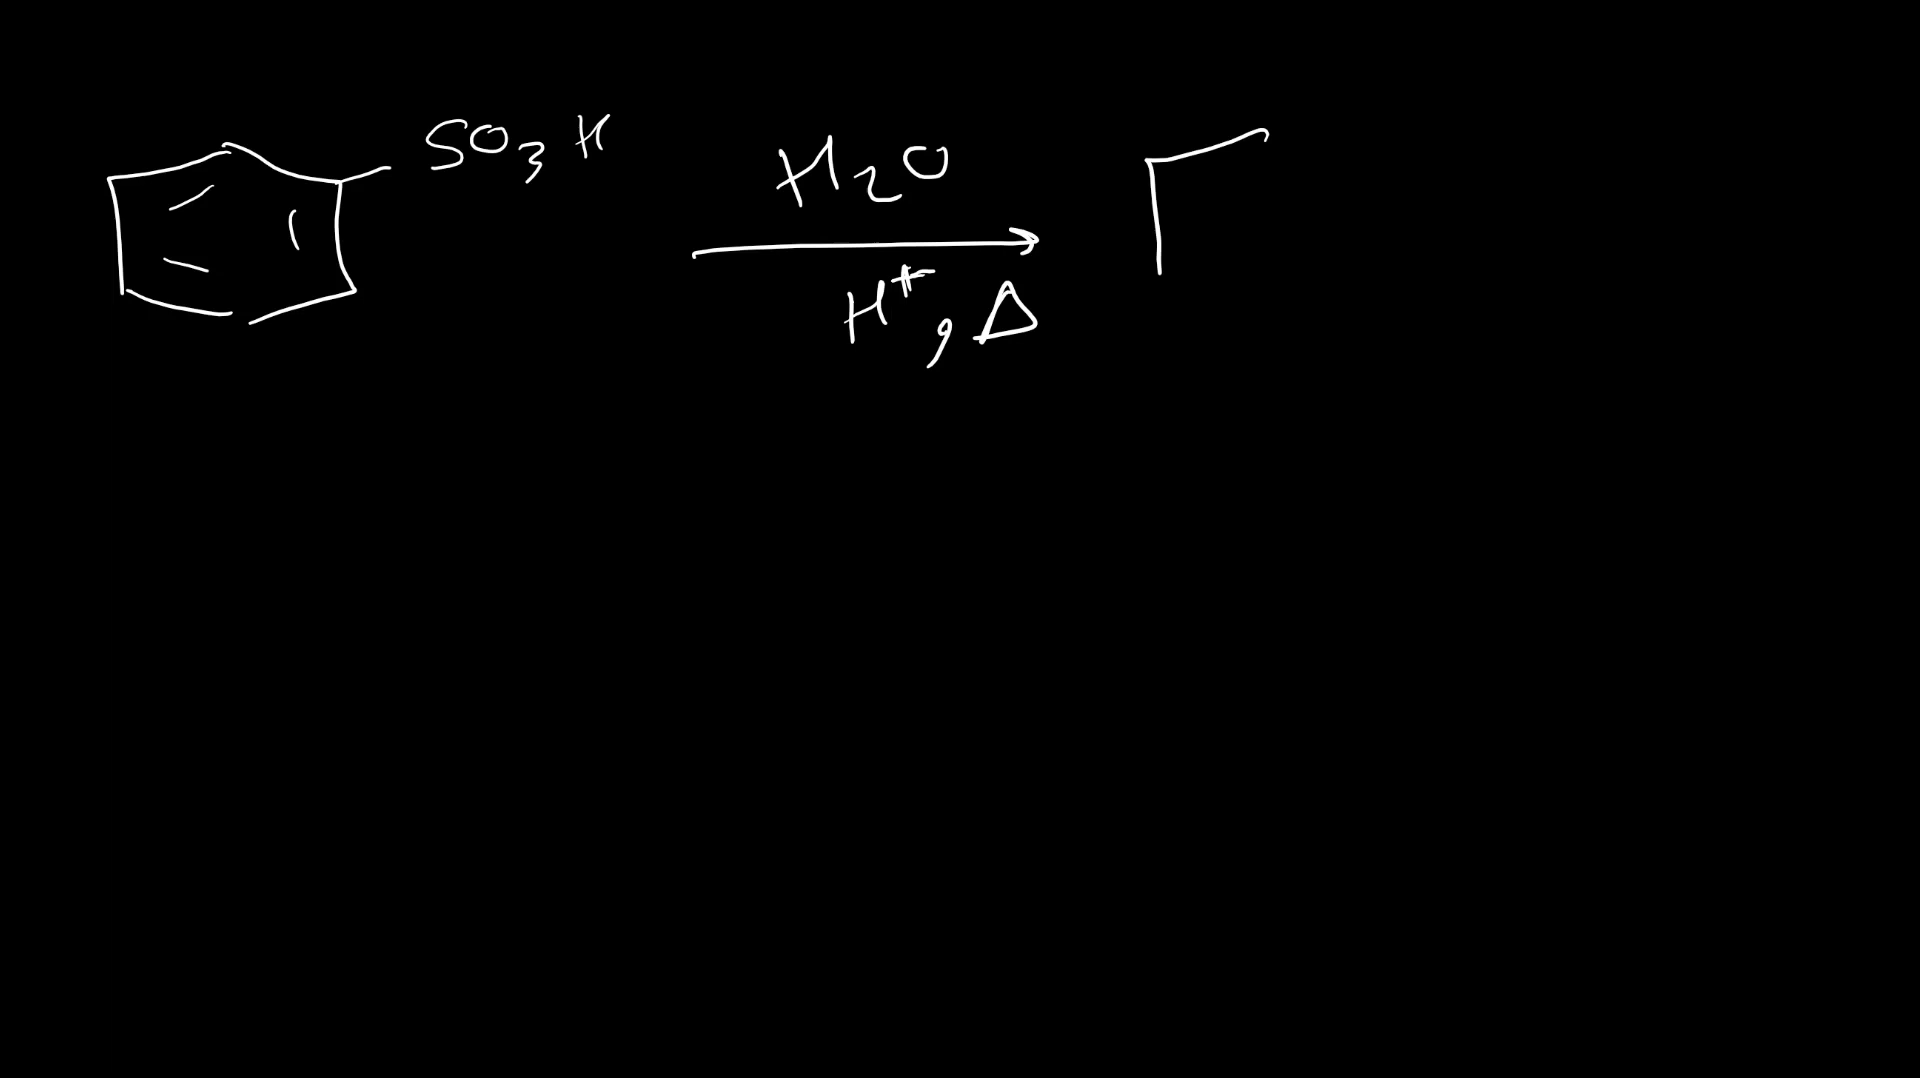 SO₃H
H₂O
H⁺, Δ